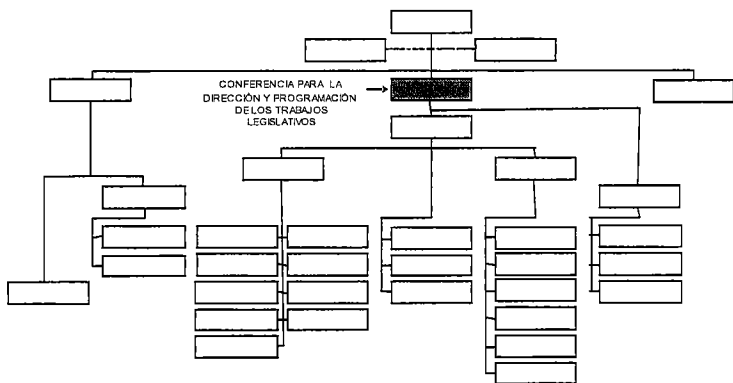 CONFERENCIA PARA LA
DIRECCIÓN Y PROGRAMACIÓN
DE LOS TRABAJOS
LEGISLATIVOS